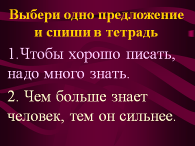 Выбери одно предложение
и спиши в тетрадь
1.Чтобы хорошо писать,
надо много знать.
2. Чем больше знает
человек, тем он сильнее.